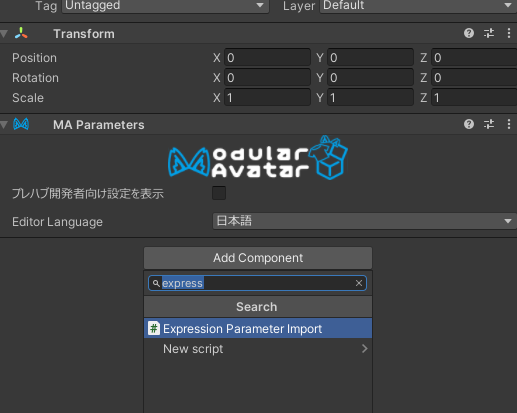 Tag Untagged Layer Default
Transform
Position X 0 Y 0 Z 0
Rotation X 0 Y 0 Z 0
Scale X 1 Y 1 Z 1
MA Parameters
Modular
Avatar
プレハブ開発者向け設定を表示
Editor Language 日本語
Add Component
express
Search
# Expression Parameter Import
New script